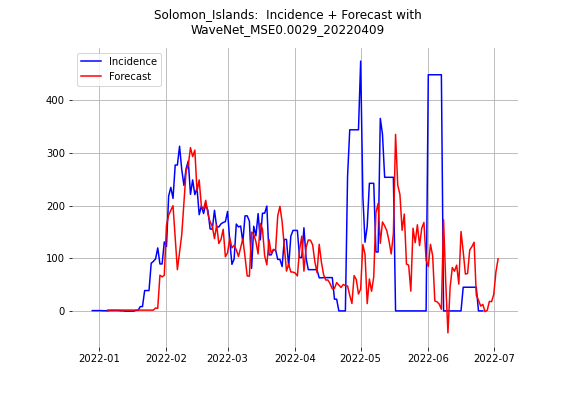 Solomon_Islands:  Incidence + Forecast with
WaveNet_MSE0.0029_20220409
Incidence
Forecast
400
300
200
100
0
2022-01 2022-02 2022-03 2022-04 2022-05 2022-06 2022-07